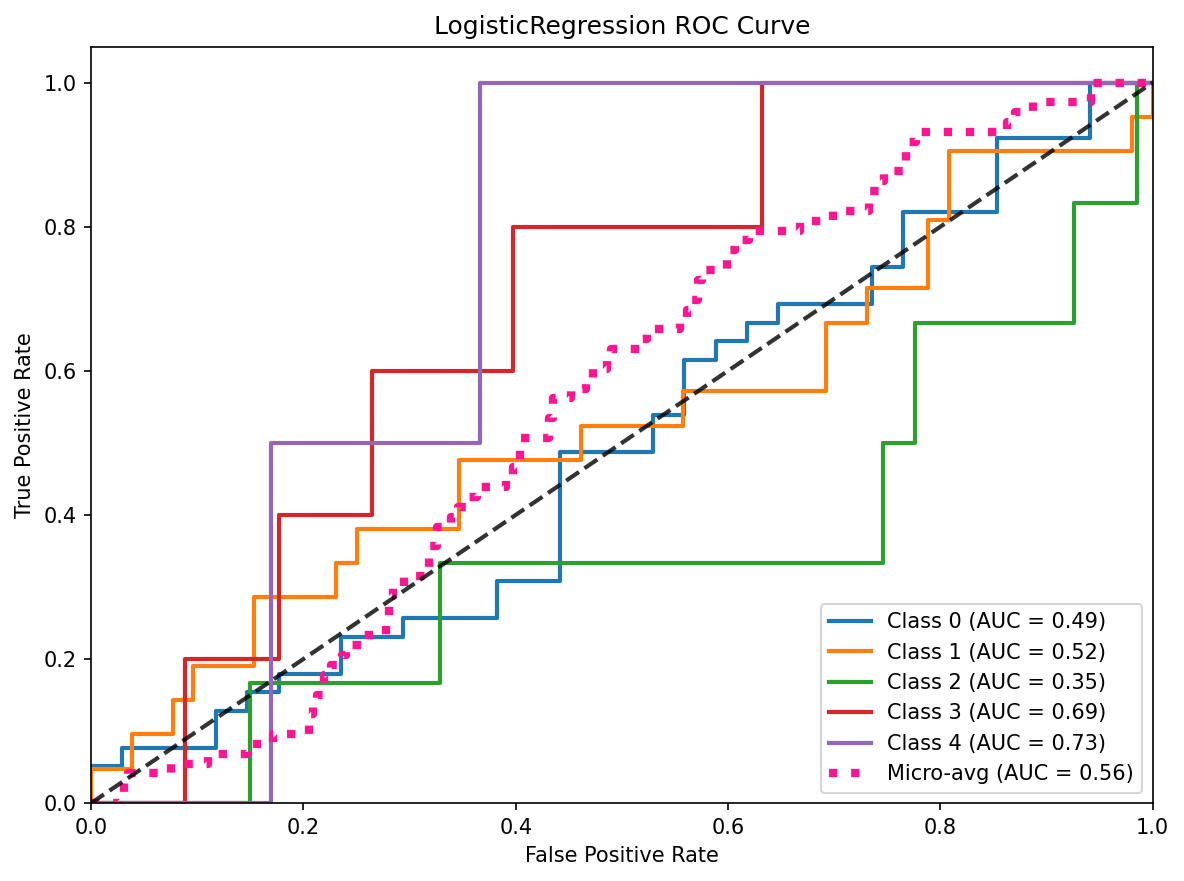 LogisticRegression ROC Curve
True Positive Rate
1.0
0.8
0.6
0.4
0.2
0.0
0.0 0.2 0.4 0.6 0.8 1.0
False Positive Rate
Class 0 (AUC = 0.49)
Class 1 (AUC = 0.52)
Class 2 (AUC = 0.35)
Class 3 (AUC = 0.69)
Class 4 (AUC = 0.73)
Micro-avg (AUC = 0.56)